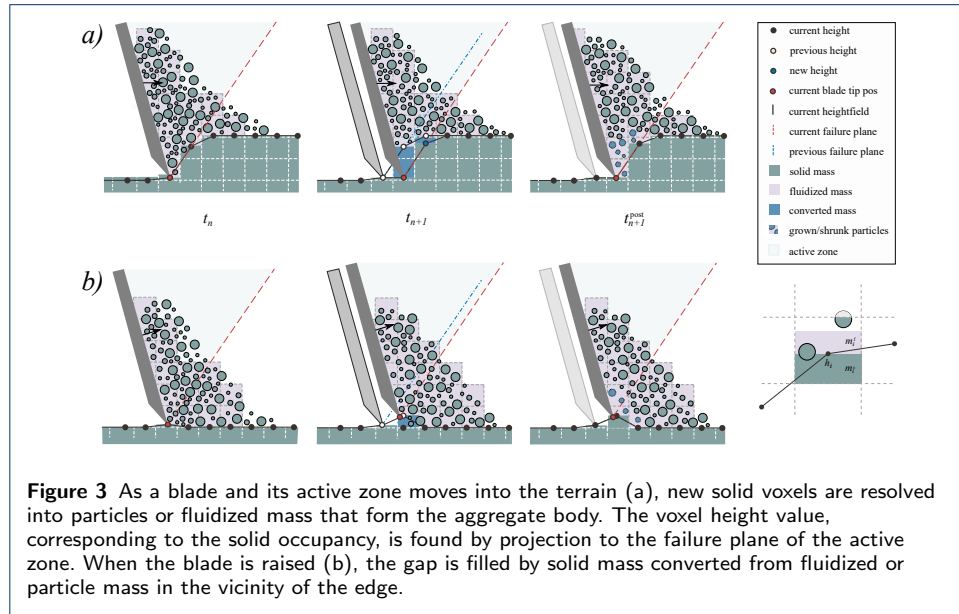 a)
t_n
t_{n+1}
t_{n+1}^{post}
b)
current height
previous height
new height
current blade tip pos
current heightfield
current failure plane
previous failure plane
solid mass
fluidized mass
converted mass
grown/shrunk particles
active zone
h_i
Figure 3 As a blade and its active zone moves into the terrain (a), new solid voxels are resolved
into particles or fluidized mass that form the aggregate body. The voxel height value,
corresponding to the solid occupancy, is found by projection to the failure plane of the active
zone. When the blade is raised (b), the gap is filled by solid mass converted from fluidized or
particle mass in the vicinity of the edge.